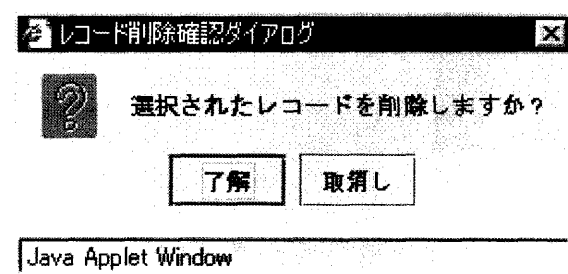 レコード削除確認ダイアログ
選択されたレコードを削除しますか？
了解 取消し
Java Applet Window